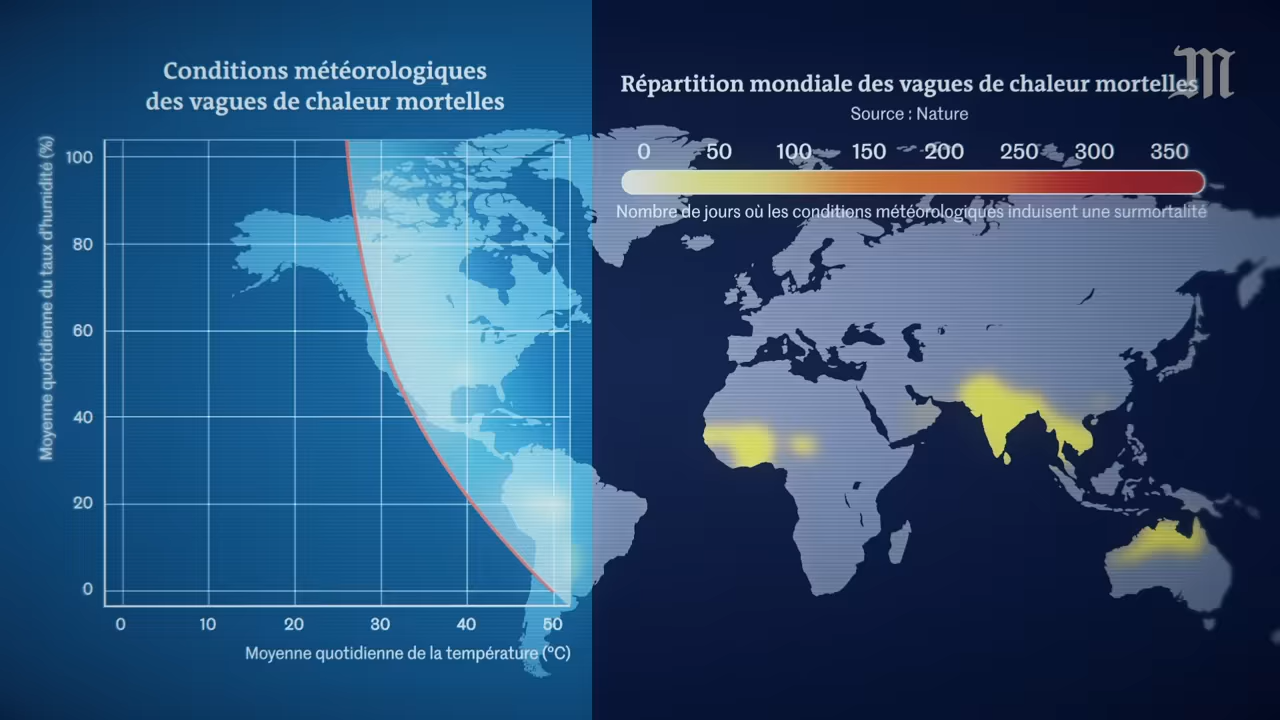 Conditions météorologiques
des vagues de chaleur mortelles
Moyenne quotidienne du taux d'humidité (%)
100
80
60
40
20
0
0 10 20 30 40 50
Moyenne quotidienne de la température (°C)
M
Répartition mondiale des vagues de chaleur mortelles
Source : Nature
0 50 100 150 200 250 300 350
Nombre de jours où les conditions météorologiques induisent une surmortalité